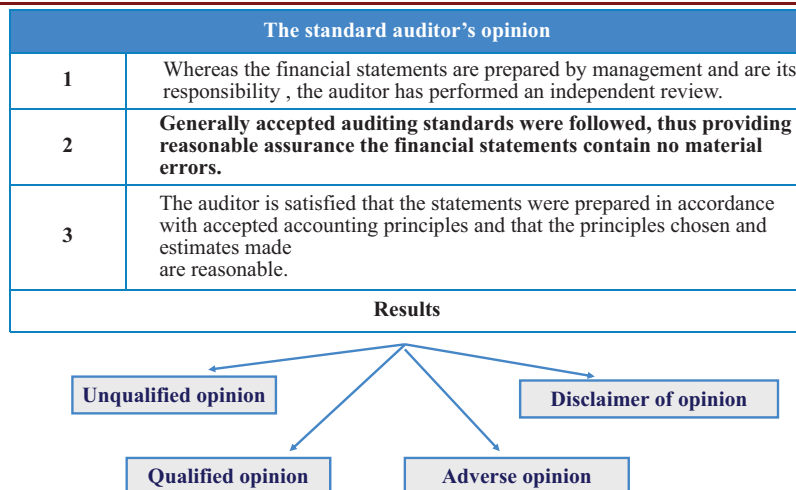 The standard auditor's opinion
1
Whereas the financial statements are prepared by management and are its
responsibility , the auditor has performed an independent review.
2
Generally accepted auditing standards were followed, thus providing
reasonable assurance the financial statements contain no material
errors.
3
The auditor is satisfied that the statements were prepared in accordance
with accepted accounting principles and that the principles chosen and
estimates made
are reasonable.
Results
Unqualified opinion
Disclaimer of opinion
Qualified opinion
Adverse opinion